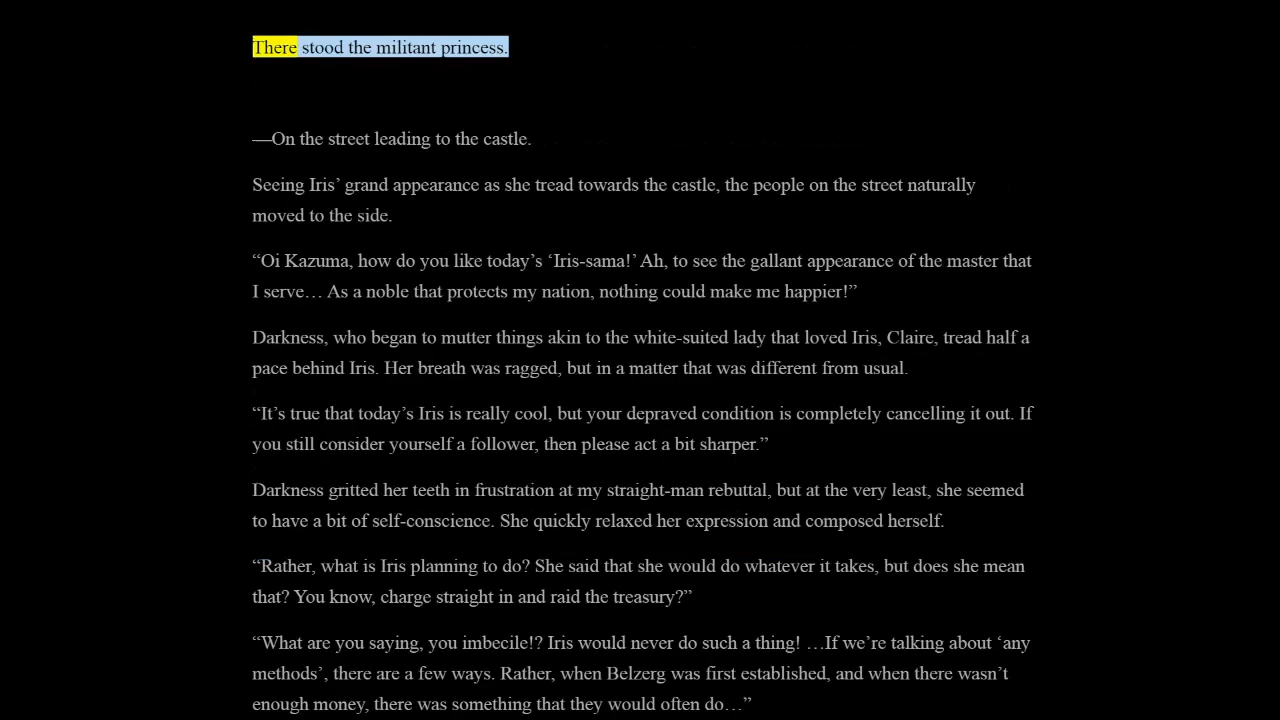 There stood the militant princess.
—On the street leading to the castle.
Seeing Iris’ grand appearance as she tread towards the castle, the people on the street naturally
moved to the side.
“Oi Kazuma, how do you like today’s ‘Iris-sama!’ Ah, to see the gallant appearance of the master that
I serve… As a noble that protects my nation, nothing could make me happier!”
Darkness, who began to mutter things akin to the white-suited lady that loved Iris, Claire, tread half a
pace behind Iris. Her breath was ragged, but in a matter that was different from usual.
“It’s true that today’s Iris is really cool, but your depraved condition is completely cancelling it out. If
you still consider yourself a follower, then please act a bit sharper.”
Darkness gritted her teeth in frustration at my straight-man rebuttal, but at the very least, she seemed
to have a bit of self-conscience. She quickly relaxed her expression and composed herself.
“Rather, what is Iris planning to do? She said that she would do whatever it takes, but does she mean
that? You know, charge straight in and raid the treasury?”
“What are you saying, you imbecile!? Iris would never do such a thing! …If we’re talking about ‘any
methods’, there are a few ways. Rather, when Belzerg was first established, and when there wasn’t
enough money, there was something that they would often do…”